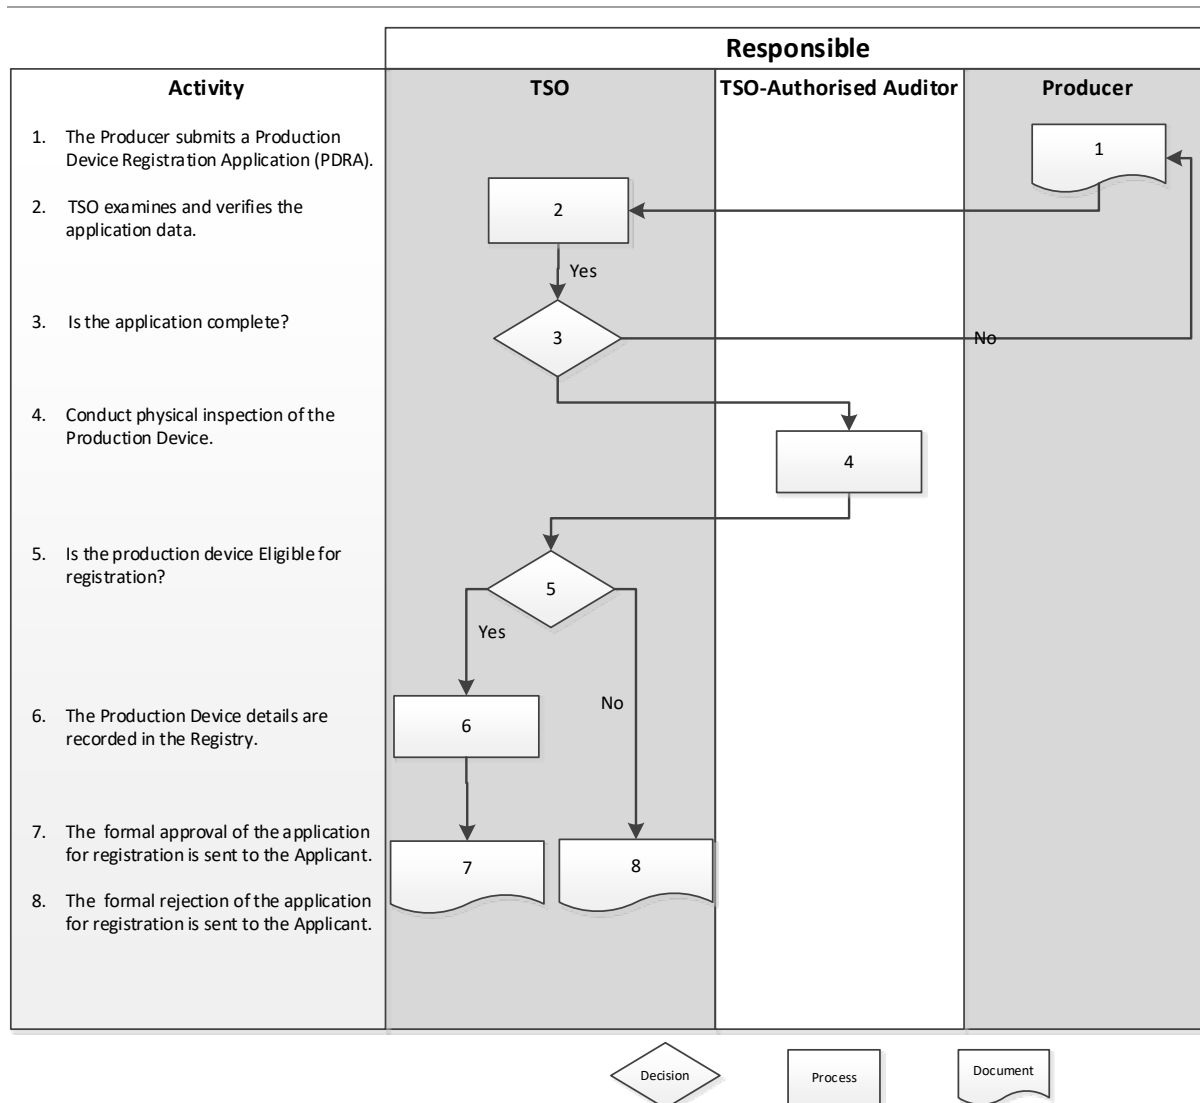 Responsible
Activity
TSO
TSO-Authorised Auditor
Producer
1. The Producer submits a Production
Device Registration Application (PDRA).
1
2. TSO examines and verifies the
application data.
2
Yes
3. Is the application complete?
3
No
4. Conduct physical inspection of the
Production Device.
4
5. Is the production device Eligible for
registration?
5
Yes
No
6. The Production Device details are
recorded in the Registry.
6
7. The formal approval of the application
for registration is sent to the Applicant.
7
8
8. The formal rejection of the application
for registration is sent to the Applicant.
Decision
Process
Document